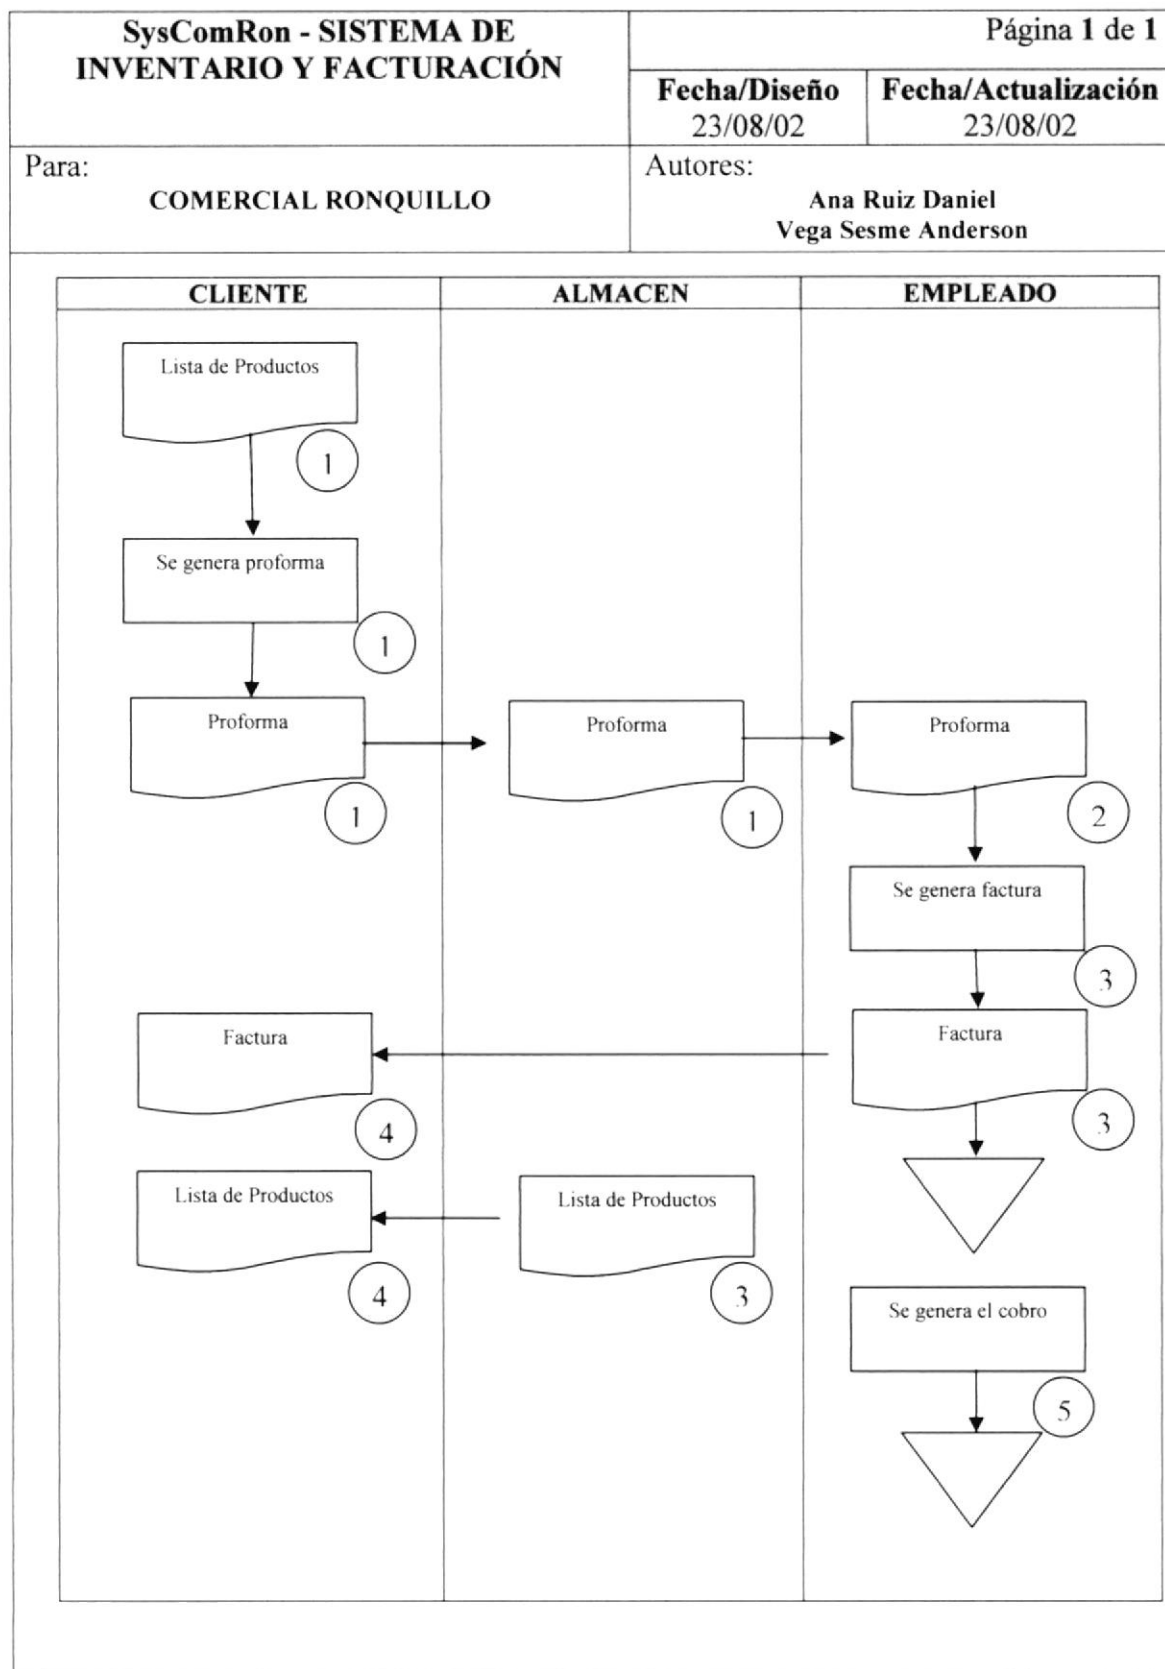 SysComRon - SISTEMA DE
INVENTARIO Y FACTURACIÓN
Página 1 de 1
Fecha/Diseño
23/08/02
Fecha/Actualización
23/08/02
Para:
COMERCIAL RONQUILLO
Autores:
Ana Ruiz Daniel
Vega Sesme Anderson
CLIENTE
ALMACEN
EMPLEADO
Lista de Productos
1
Se genera proforma
1
Proforma
1
Proforma
1
Proforma
2
Se genera factura
3
Factura
4
Factura
3
Lista de Productos
4
Lista de Productos
3
Se genera el cobro
5